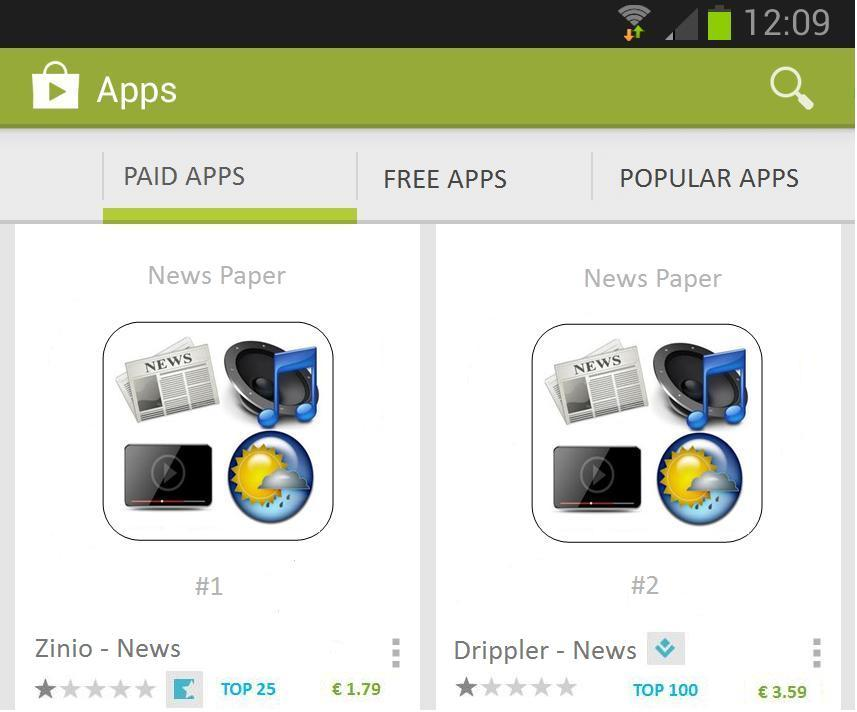 12:09
Apps
PAID APPS
FREE APPS
POPULAR APPS
News Paper
NEWS
#1
Zinio - News
TOP 25
€ 1.79
News Paper
NEWS
#2
Drippler - News
TOP 100
€ 3.59